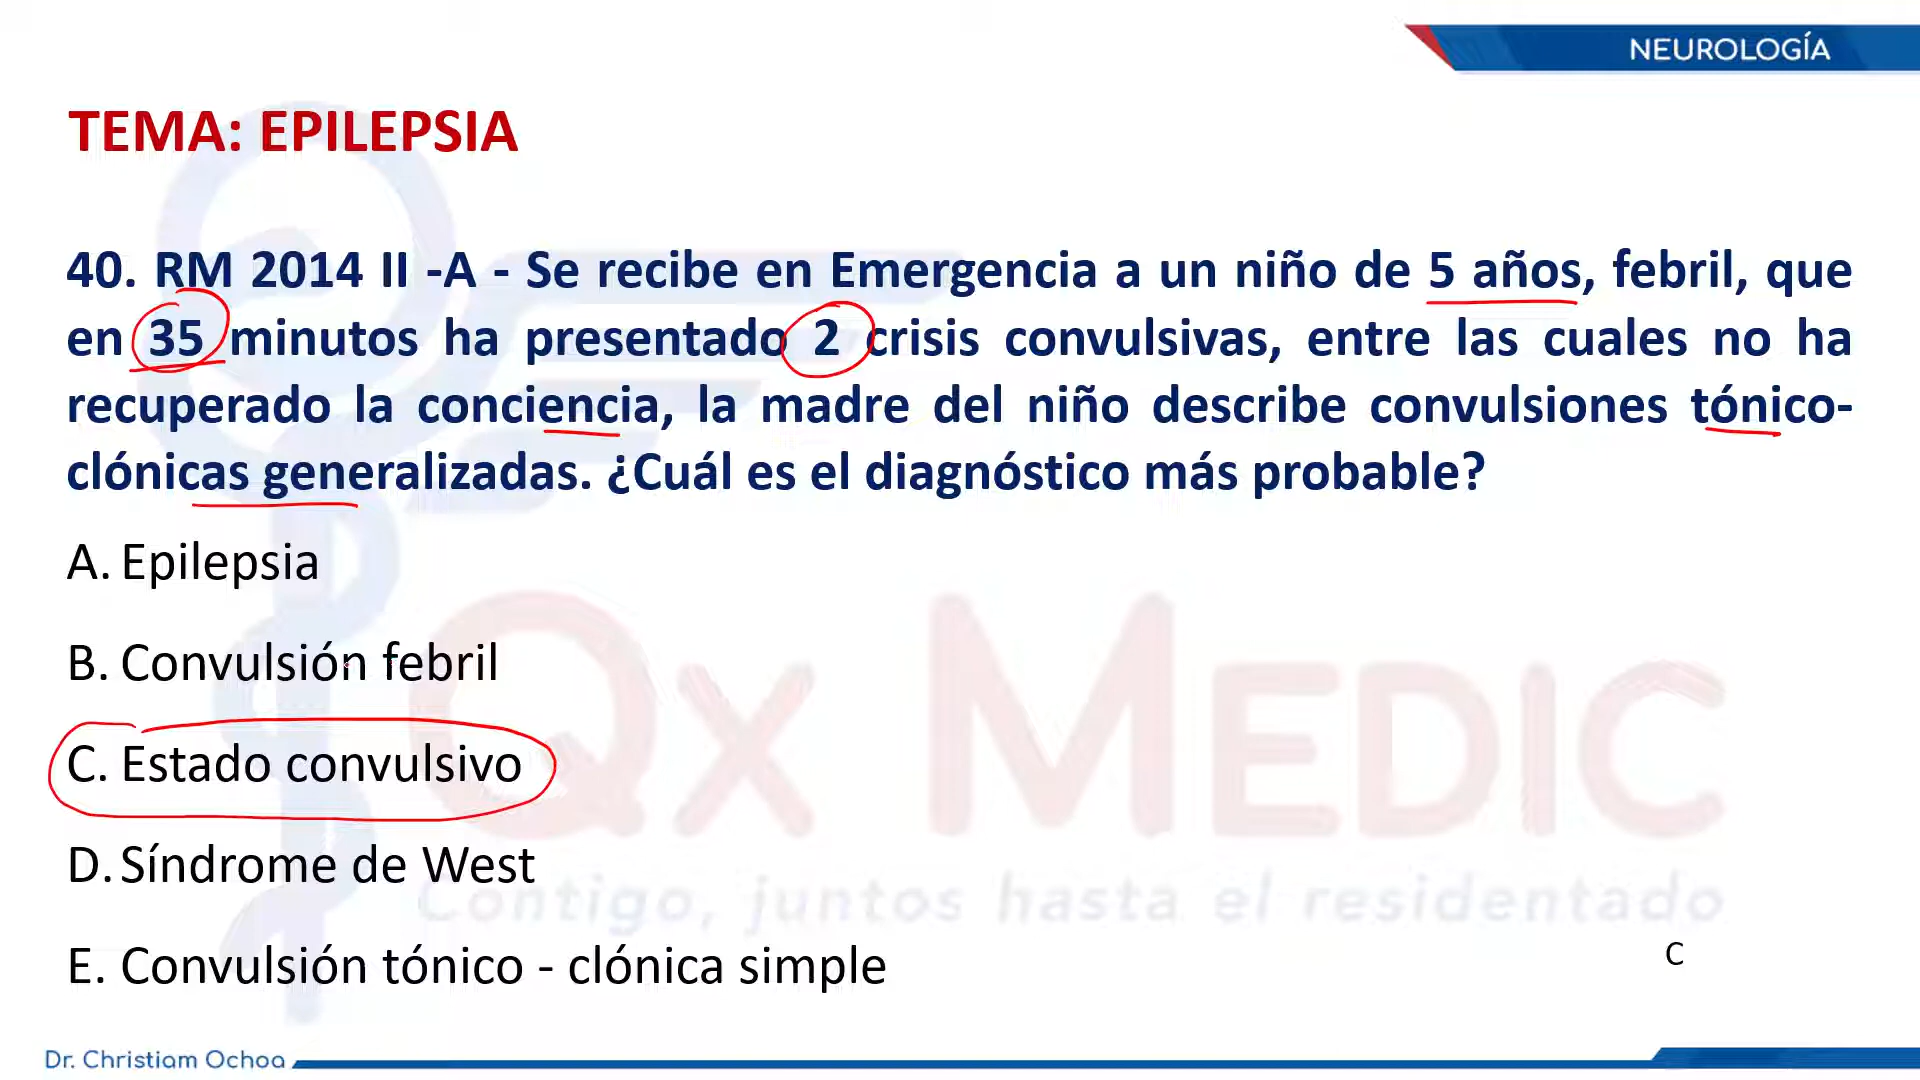 NEUROLOGÍA
TEMA: EPILEPSIA
40. RM 2014 II -A - Se recibe en Emergencia a un niño de 5 años, febril, que
en 35 minutos ha presentado 2 crisis convulsivas, entre las cuales no ha
recuperado la conciencia, la madre del niño describe convulsiones tónico-
clónicas generalizadas. ¿Cuál es el diagnóstico más probable?
A. Epilepsia
B. Convulsión febril
C. Estado convulsivo
D. Síndrome de West
E. Convulsión tónico - clónica simple
C
QX MEDIC
Contigo, juntos hasta el residentado
Dr. Christiam Ochoa